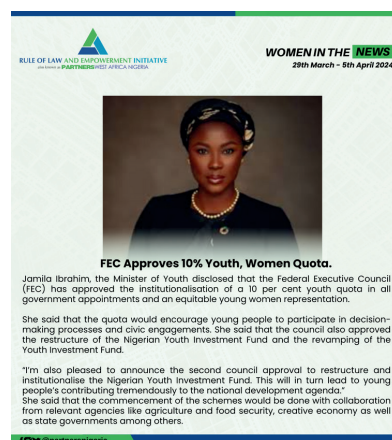 RULE OF LAW AND EMPOWERMENT INITIATIVE
also known as PARTNERS WEST AFRICA NIGERIA
WOMEN IN THE NEWS
29th March - 5th April 2024
FEC Approves 10% Youth, Women Quota.
Jamila Ibrahim, the Minister of Youth disclosed that the Federal Executive Council
(FEC) has approved the institutionalisation of a 10 per cent youth quota in all
government appointments and an equitable young women representation.
She said that the quota would encourage young people to participate in decision-
making processes and civic engagements. She said that the council also approved
the restructure of the Nigerian Youth Investment Fund and the revamping of the
Youth Investment Fund.
"I'm also pleased to announce the second council approval to restructure and
institutionalise the Nigerian Youth Investment Fund. This will in turn lead to young
people's contributing tremendously to the national development agenda."
She said that the commencement of the schemes would be done with collaboration
from relevant agencies like agriculture and food security, creative economy as well
as state governments among others.